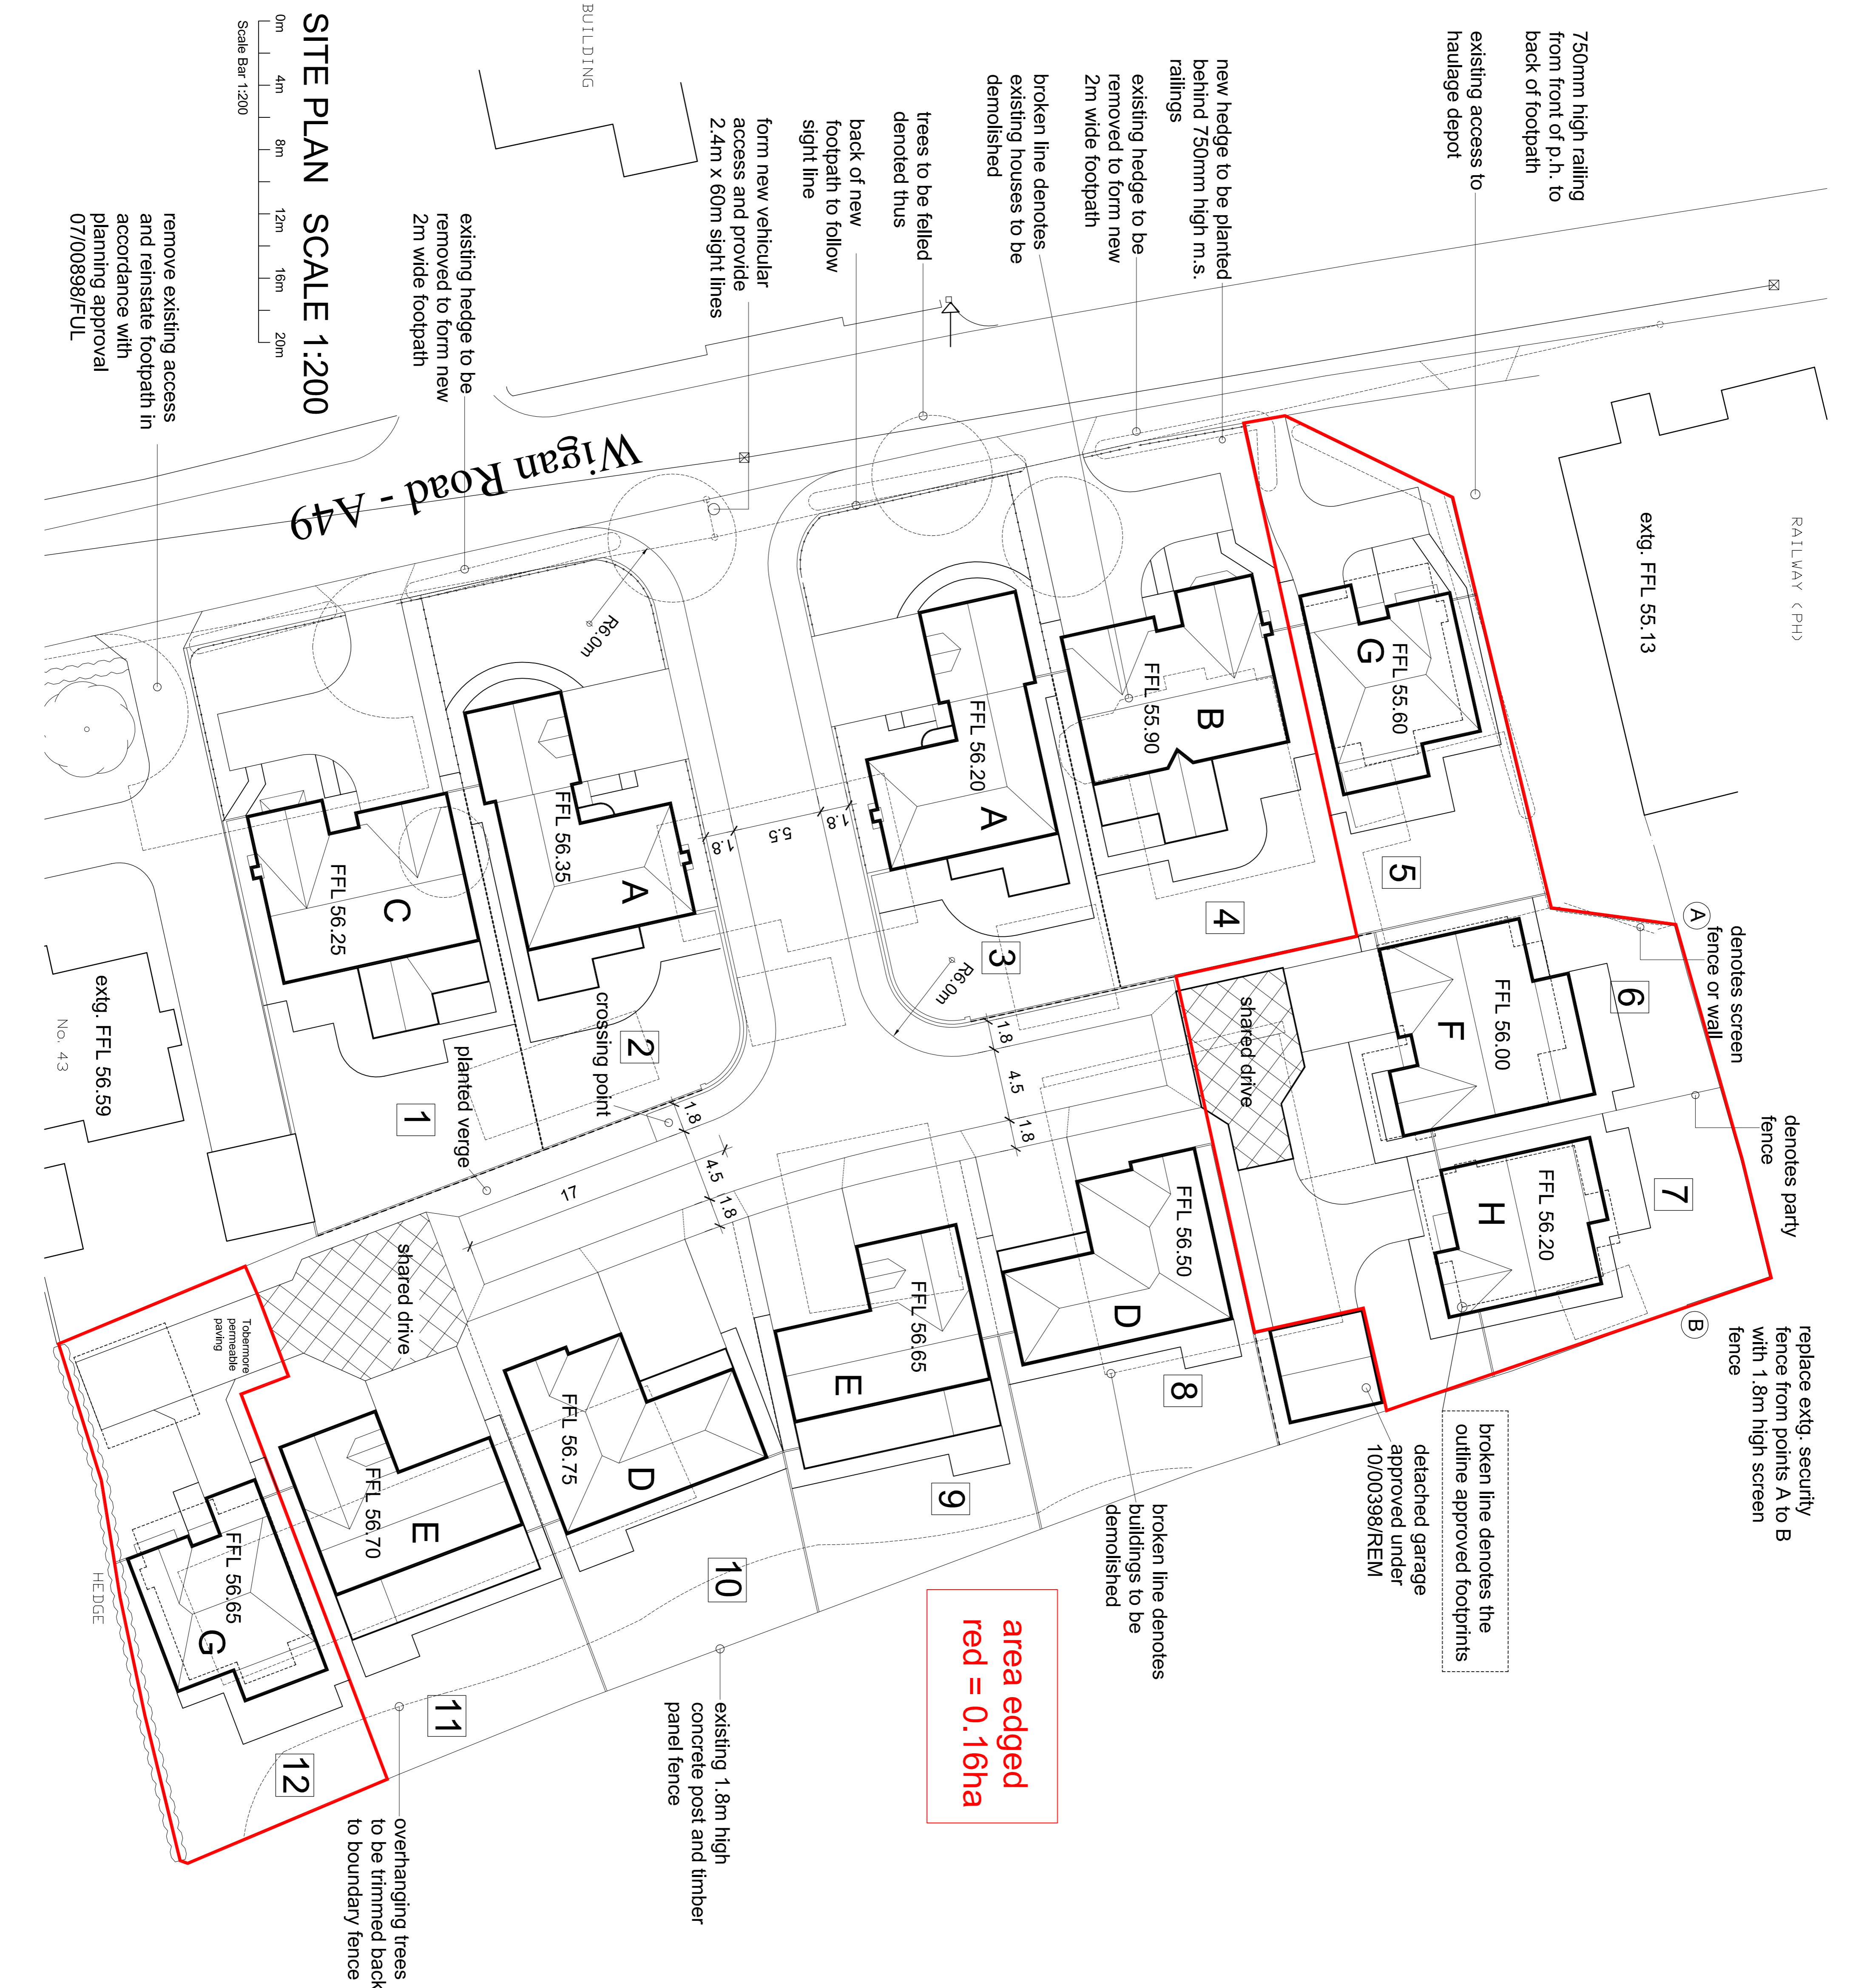 SITE PLAN SCALE 1:200
0m 4m 8m 12m 16m 20m
Scale Bar 1:200
BUILDING
750mm high railing
from front of p.h. to
back of footpath
existing access to
haulage depot
new hedge to be planted
behind 750mm high m.s.
railings
existing hedge to be
removed to form new
2m wide footpath
broken line denotes
existing houses to be
demolished
trees to be felled
denoted thus
back of new
footpath to follow
sight line
form new vehicular
access and provide
2.4m x 60m sight lines
existing hedge to be
removed to form new
2m wide footpath
remove existing access
and reinstate footpath in
accordance with
planning approval
07/00898/FUL
Wigan Road - A49
RAILWAY (PH)
extg. FFL 55.13
FFL 55.60
G
5
FFL 55.90
B
4
FFL 56.20
A
3
R6.0m
R6.0m
1.8
5.5
1.8
FFL 56.35
A
2
FFL 56.25
C
1
extg. FFL 56.59
No. 43
crossing point
planted verge
1.8
4.5
1.8
1.8
4.5
1.8
17
shared drive
A
denotes screen
fence or wall
6
FFL 56.00
F
denotes party
fence
7
FFL 56.20
H
B
replace extg. security
fence from points A to B
with 1.8m high screen
fence
broken line denotes the
outline approved footprints
detached garage
approved under
10/00398/REM
FFL 56.50
D
8
broken line denotes
buildings to be
demolished
FFL 56.65
E
9
FFL 56.75
D
10
existing 1.8m high
concrete post and timber
panel fence
shared drive
Tobermore
permeable
paving
FFL 56.70
E
11
overhanging trees
to be trimmed back
to boundary fence
FFL 56.65
G
12
HEDGE
area edged
red = 0.16ha